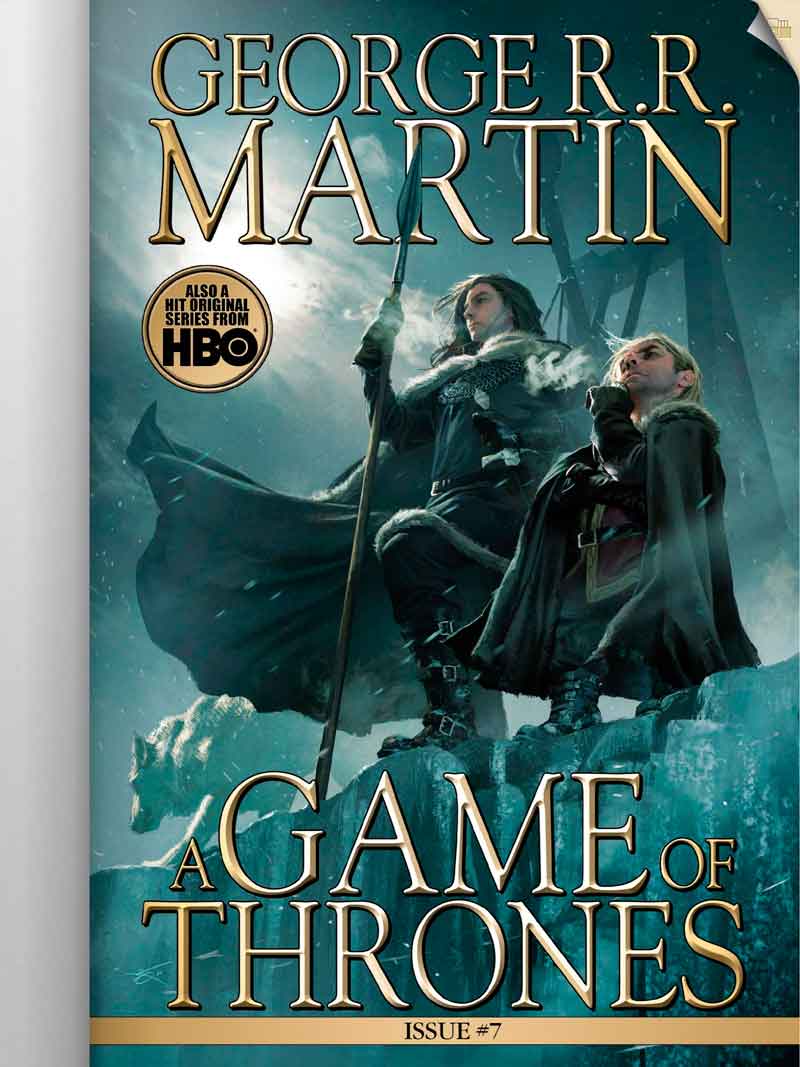 GEORGE R.R.
MARTIN
ALSO A
HIT ORIGINAL
SERIES FROM
HBO®
A GAME OF
THRONES
ISSUE #7